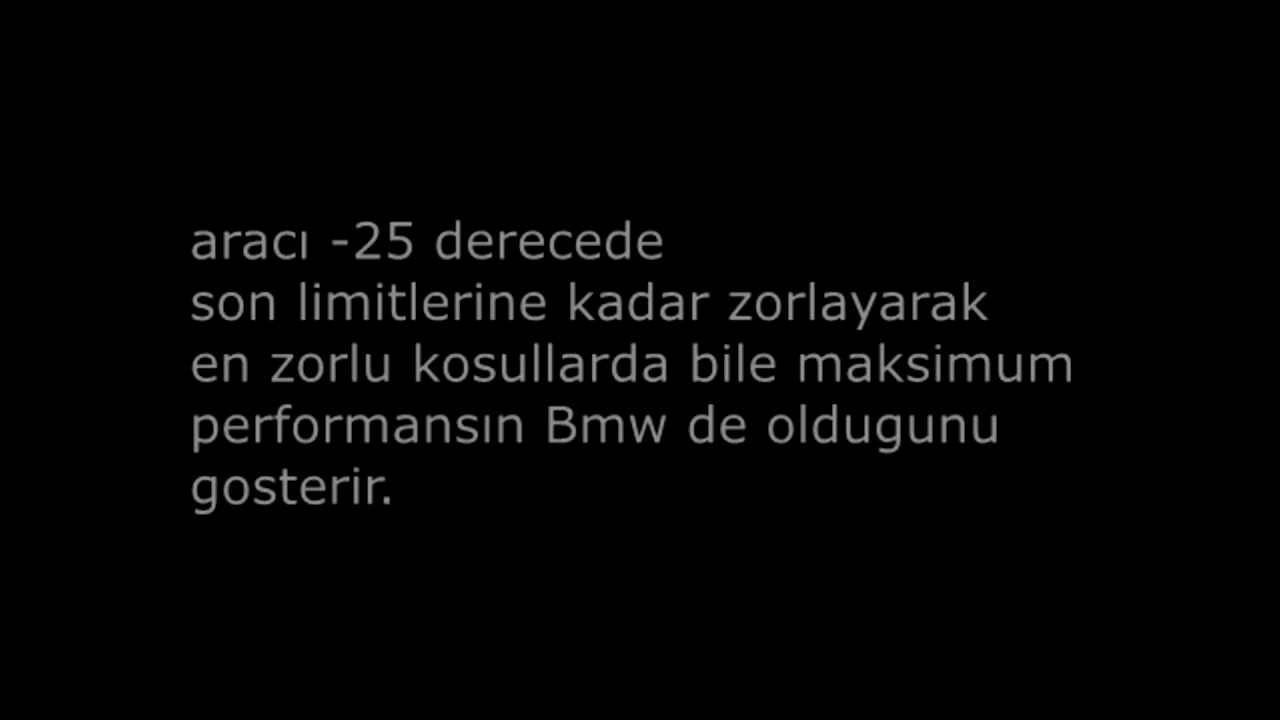 aracı -25 derecede
son limitlerine kadar zorlayarak
en zorlu kosullarda bile maksimum
performansın Bmw de oldugunu
gosterir.